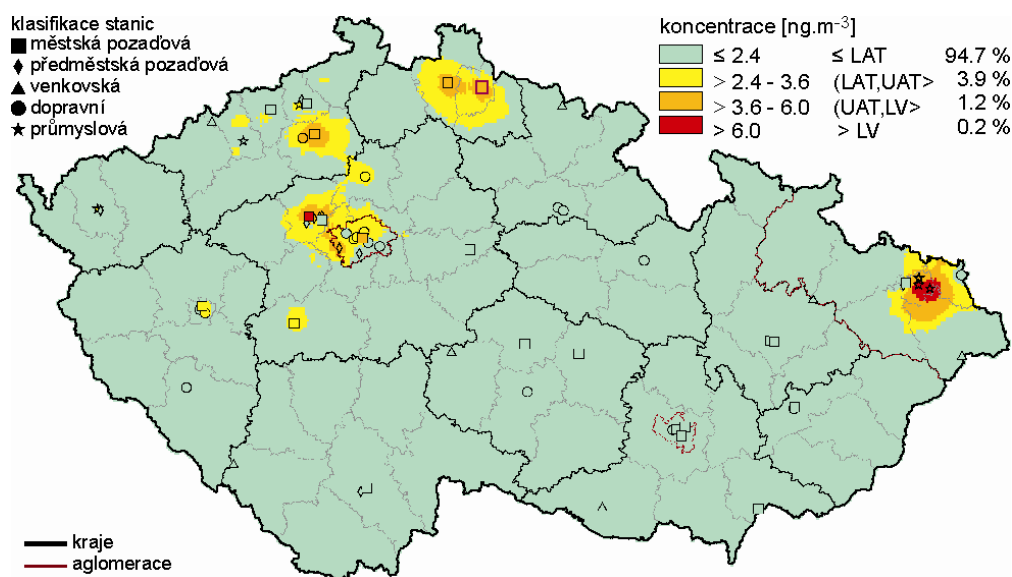 klasifikace stanic
městská pozaďová
předměstská pozaďová
venkovská
dopravní
průmyslová
koncentrace [ng.m⁻³]
≤ 2.4 ≤ LAT 94.7 %
> 2.4 - 3.6 (LAT,UAT> 3.9 %
> 3.6 - 6.0 (UAT,LV> 1.2 %
> 6.0 > LV 0.2 %
kraje
aglomerace